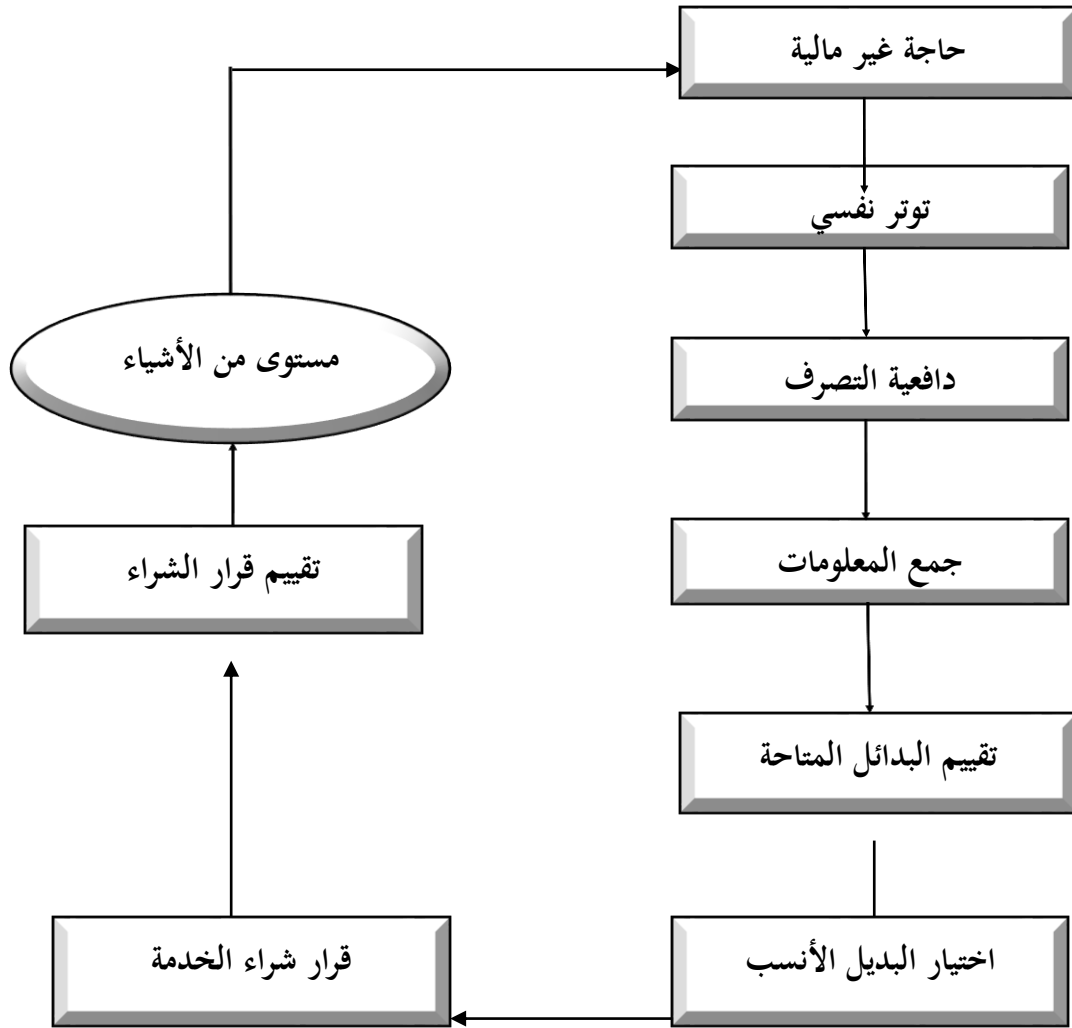 حاجة غير مالية
توتر نفسي
دافعية التصرف
جمع المعلومات
تقييم البدائل المتاحة
اختيار البديل الأنسب
قرار شراء الخدمة
تقييم قرار الشراء
مستوى من الأشياء